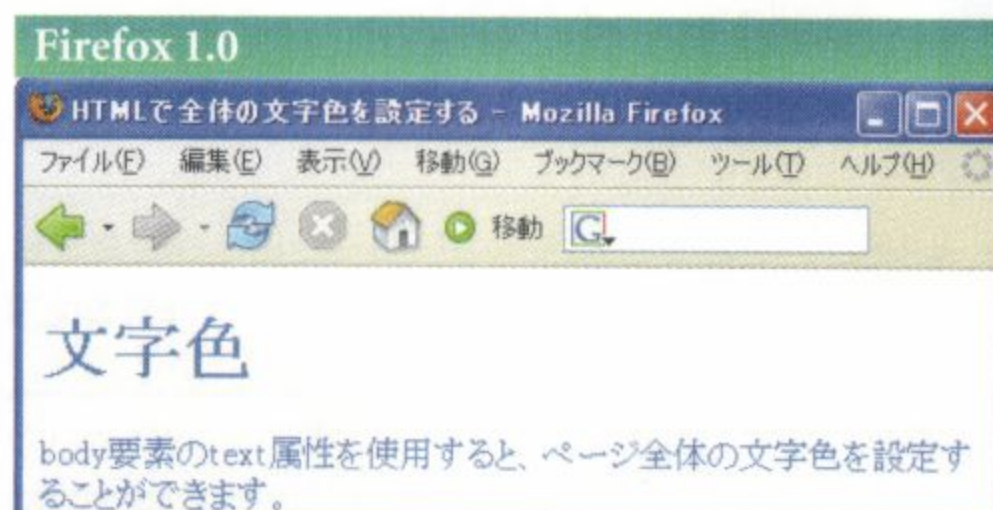 Firefox 1.0
HTMLで全体の文字色を設定する - Mozilla Firefox
ファイル(F) 編集(E) 表示(V) 移動(G) ブックマーク(B) ツール(T) ヘルプ(H)
移動 G
文字色
body要素のtext属性を使用すると、ページ全体の文字色を設定す
ることができます。